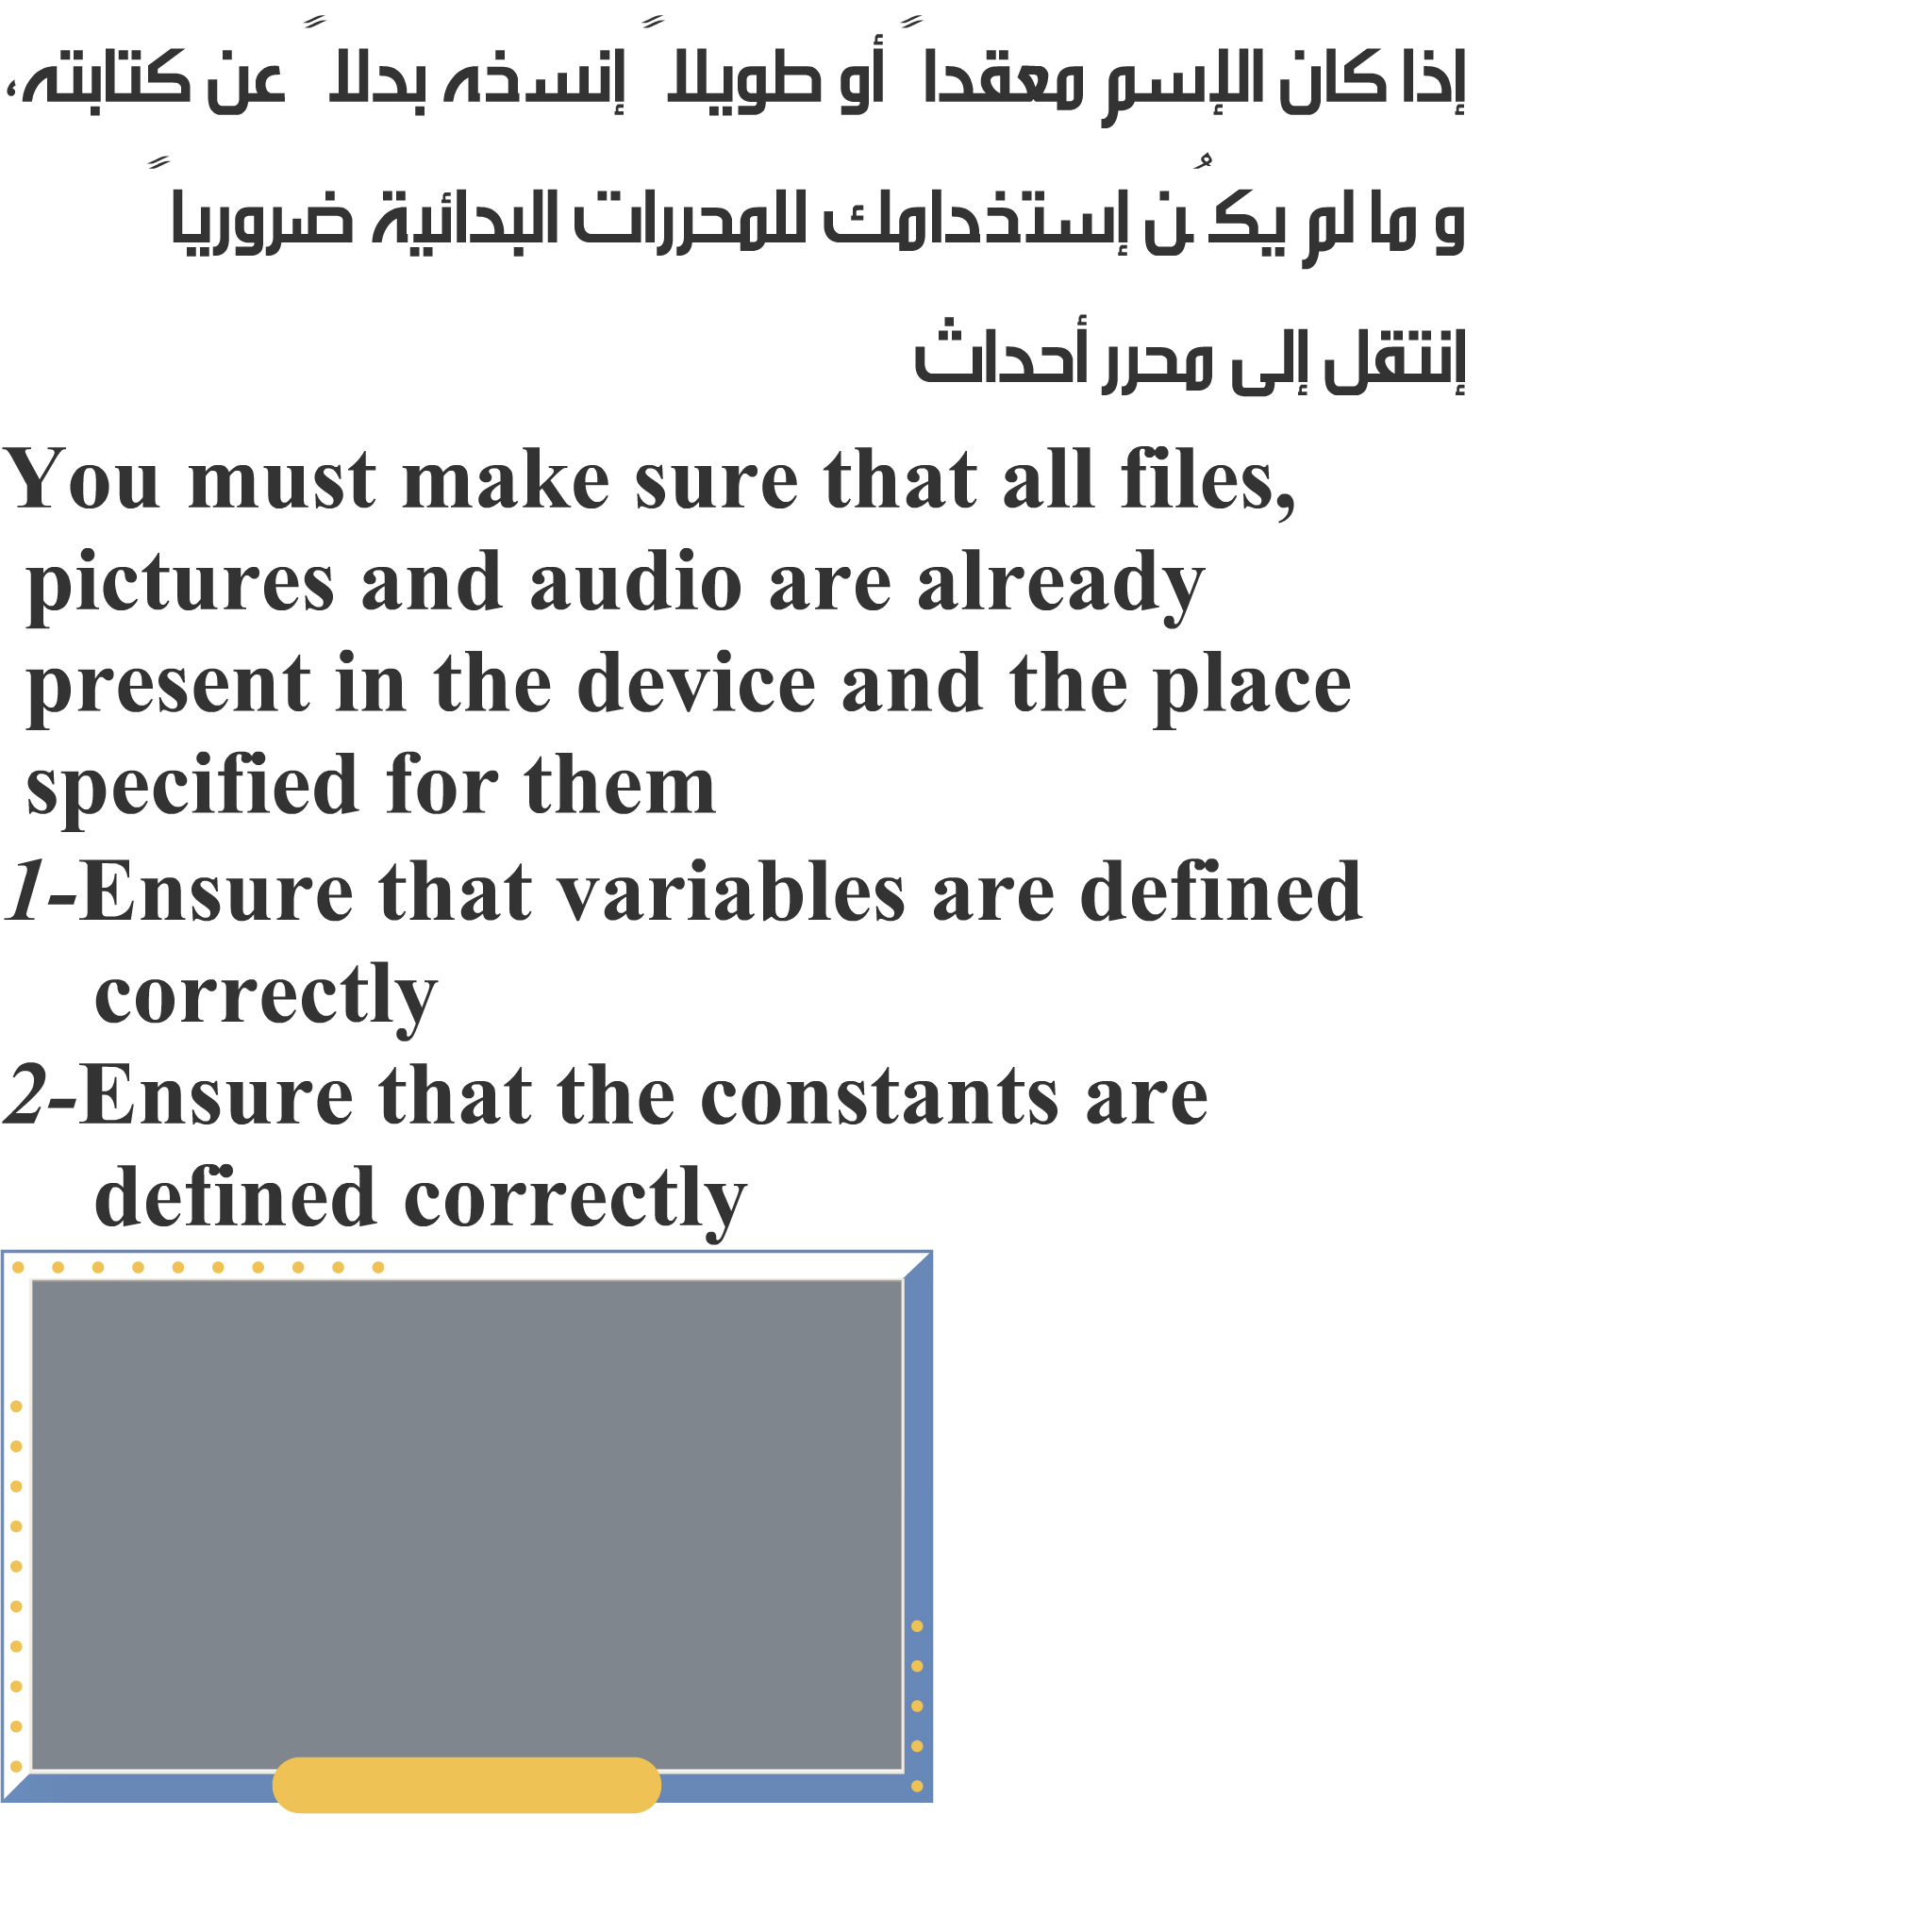 إذا كان الإسم معقدا ً أو طويلا ً إنسخه بدلا ً عن كتابته،
و ما لم يكـُن إستخدامك للمحررات البدائية ضروريا ً
إنتقل إلى محرر أحداث
You must make sure that all files,
pictures and audio are already
present in the device and the place
specified for them
1-Ensure that variables are defined
correctly
2-Ensure that the constants are
defined correctly